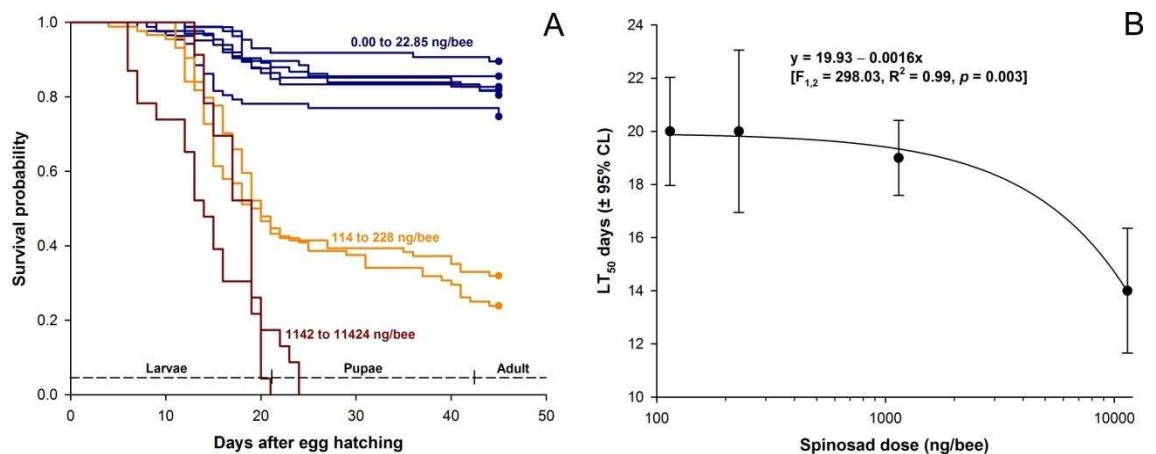 A
1.0
0.8
0.6
0.4
0.2
0.0
Survival probability
0.00 to 22.85 ng/bee
114 to 228 ng/bee
1142 to 11424 ng/bee
Larvae
Pupae
Adult
0
10
20
30
40
50
Days after egg hatching
B
24
22
20
18
16
14
12
10
LT50 days (± 95% CL)
y = 19.93 – 0.0016x
[F1,2 = 298.03, R2 = 0.99, p = 0.003]
100
1000
10000
Spinosad dose (ng/bee)